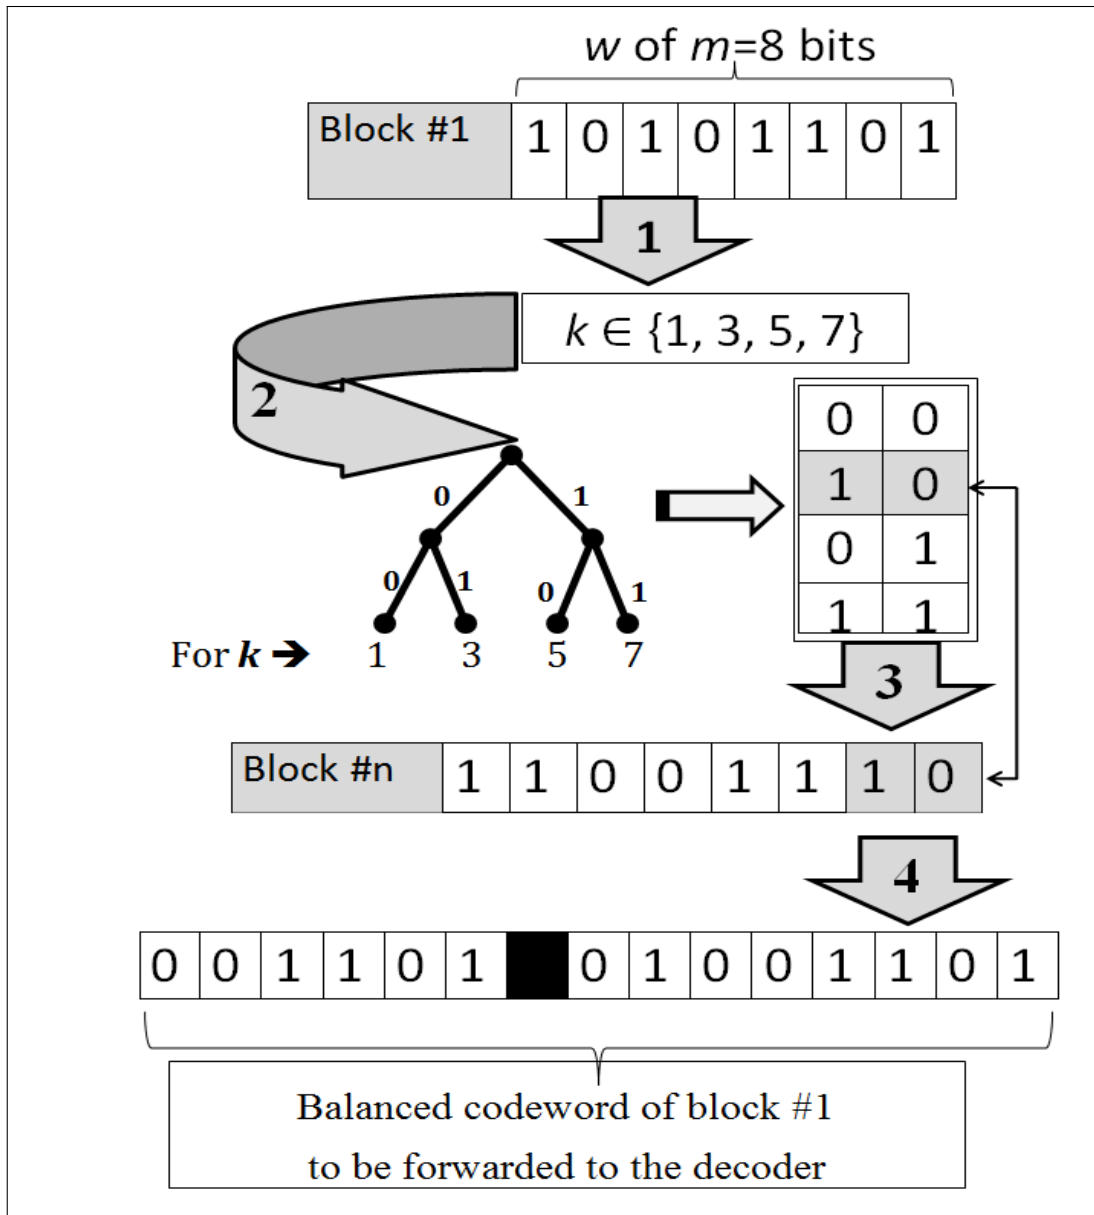 w of m=8 bits
Block #1 1 0 1 0 1 1 0 1
1
k ∈ {1, 3, 5, 7}
2
0 1
0 1 0 1
For k ➔ 1 3 5 7
0 0
1 0
0 1
1 1
3
Block #n 1 1 0 0 1 1 1 0
4
0 0 1 1 0 1 0 1 0 0 1 1 0 1
Balanced codeword of block #1
to be forwarded to the decoder